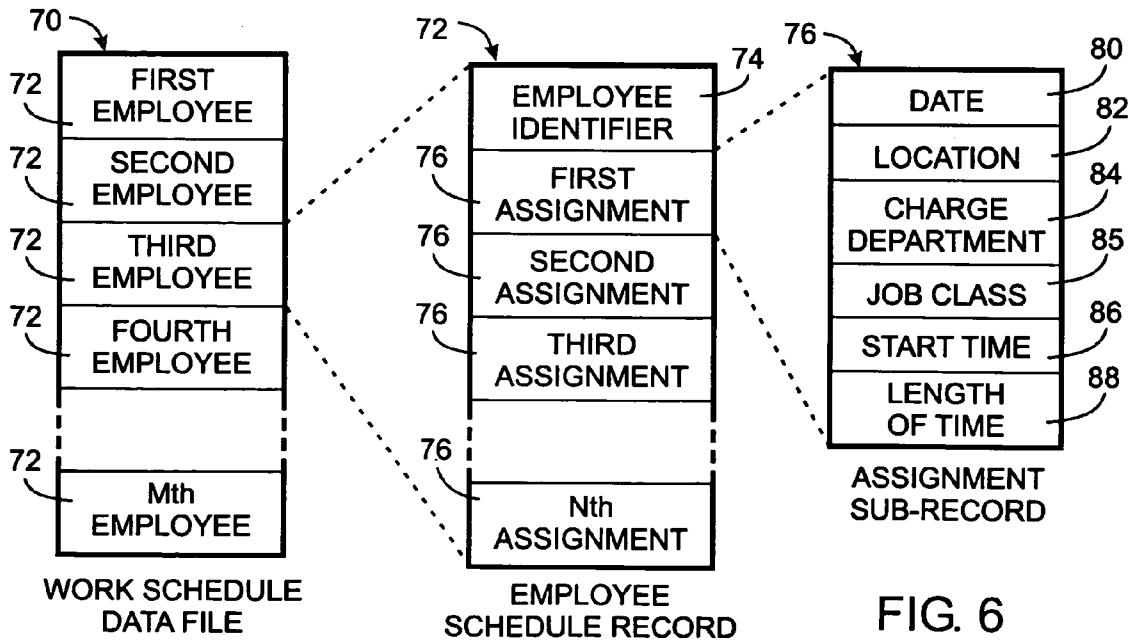 70
72
FIRST
EMPLOYEE
72
SECOND
EMPLOYEE
72
THIRD
EMPLOYEE
72
FOURTH
EMPLOYEE
72
Mth
EMPLOYEE
WORK SCHEDULE
DATA FILE
72
74
EMPLOYEE
IDENTIFIER
76
FIRST
ASSIGNMENT
76
SECOND
ASSIGNMENT
76
THIRD
ASSIGNMENT
76
Nth
ASSIGNMENT
EMPLOYEE
SCHEDULE RECORD
76
80
DATE
82
LOCATION
84
CHARGE
DEPARTMENT
85
JOB CLASS
86
START TIME
88
LENGTH
OF TIME
ASSIGNMENT
SUB-RECORD
FIG. 6